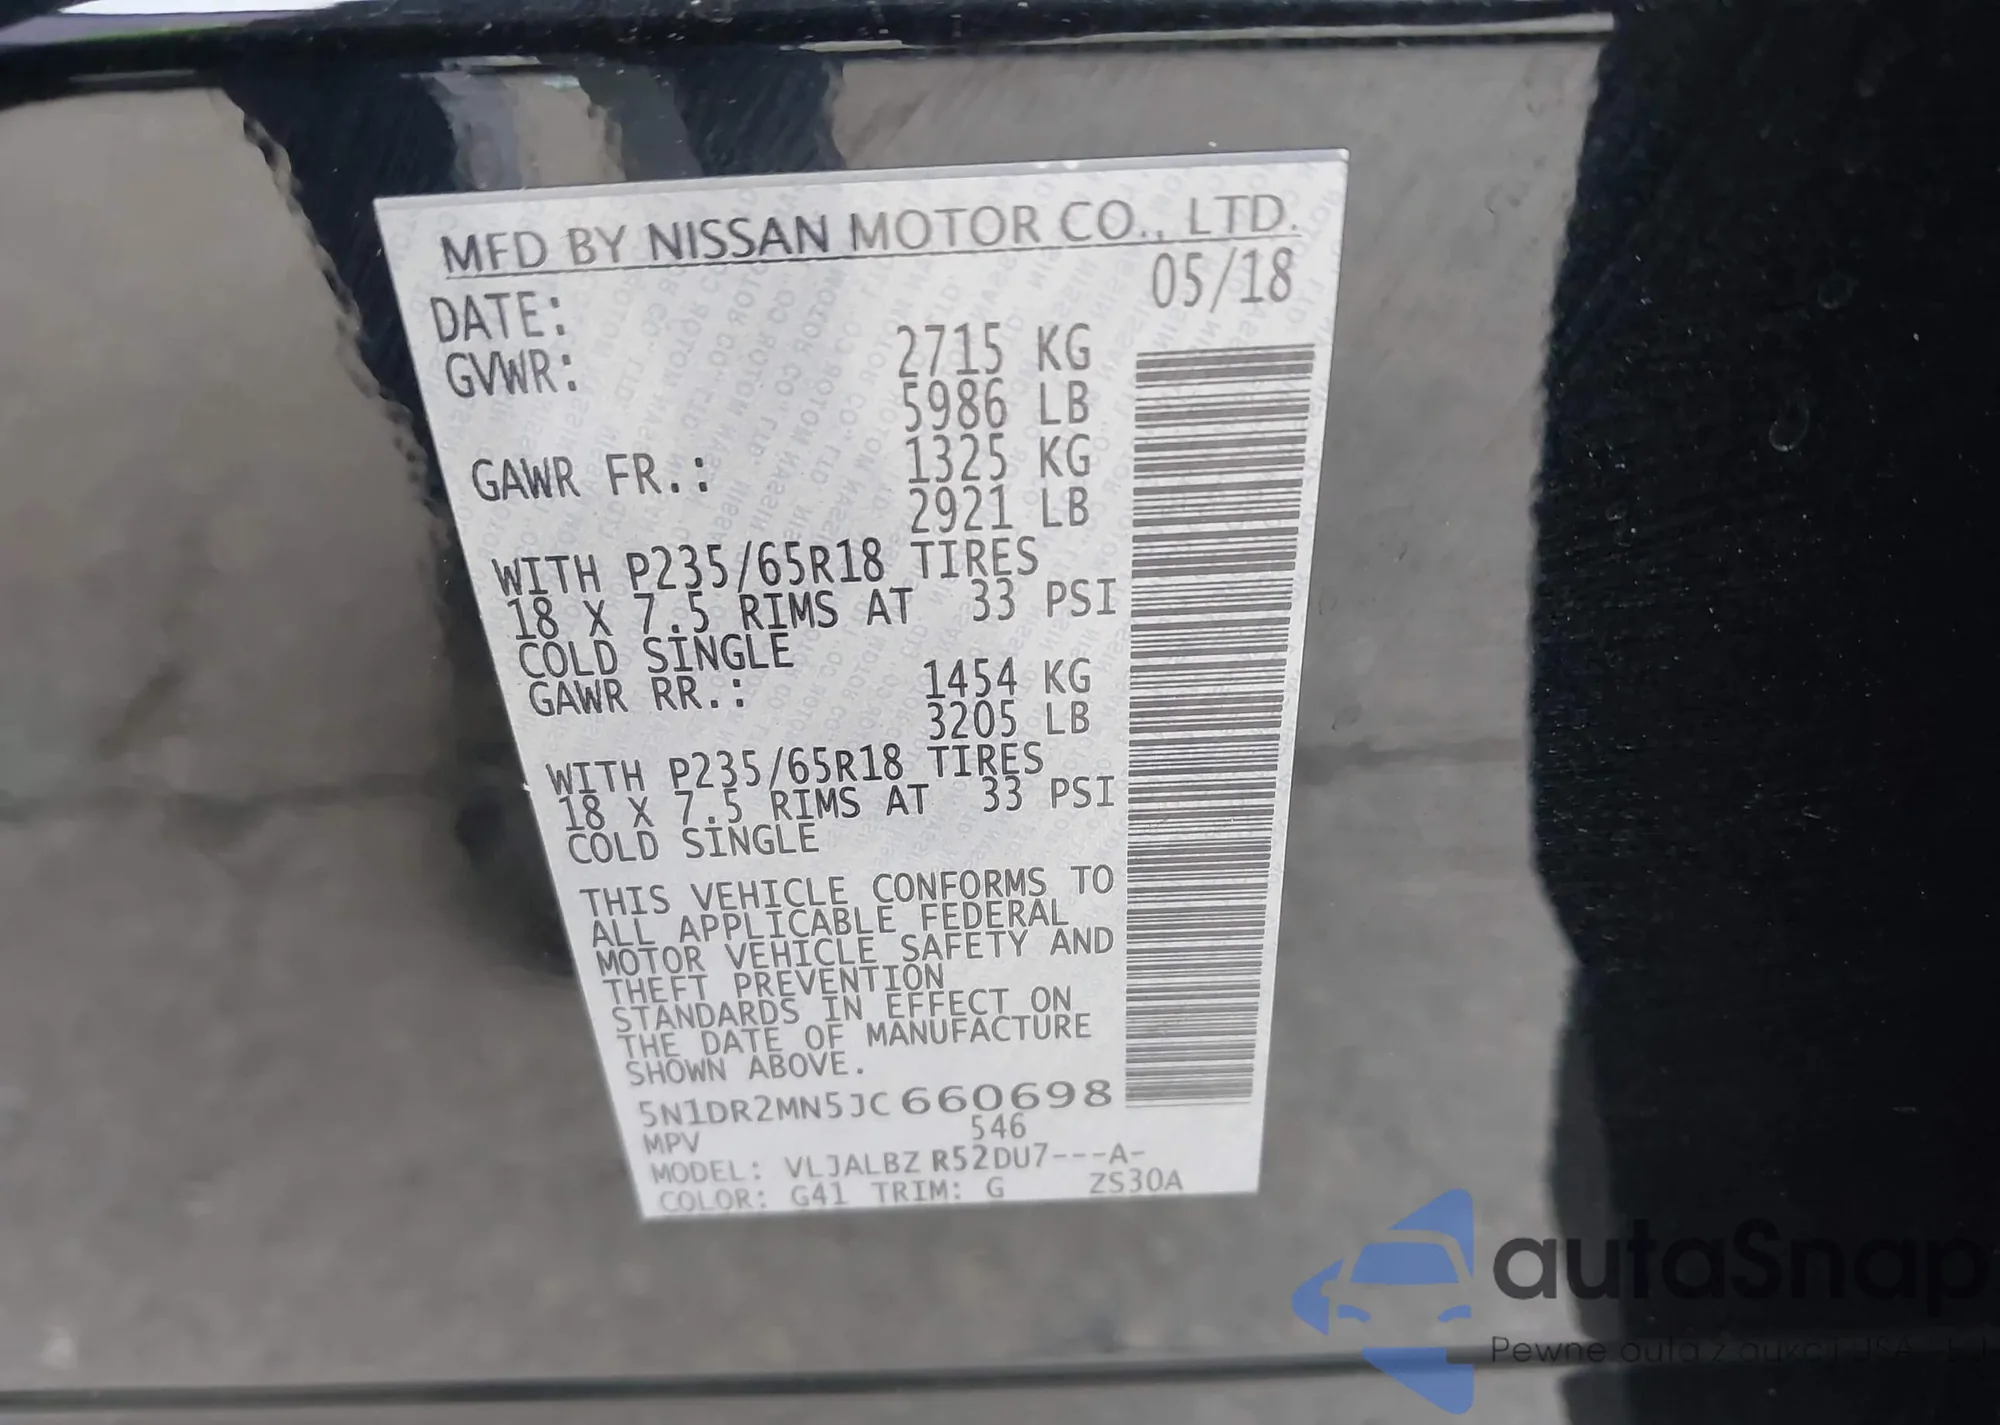 MFD BY NISSAN MOTOR CO., LTD.
DATE: 05/18
GVWR: 2715 KG
5986 LB
GAWR FR.: 1325 KG
2921 LB
WITH P235/65R18 TIRES
18 X 7.5 RIMS AT 33 PSI
COLD SINGLE
GAWR RR.: 1454 KG
3205 LB
WITH P235/65R18 TIRES
18 X 7.5 RIMS AT 33 PSI
COLD SINGLE
THIS VEHICLE CONFORMS TO
ALL APPLICABLE FEDERAL
MOTOR VEHICLE SAFETY AND
THEFT PREVENTION
STANDARDS IN EFFECT ON
THE DATE OF MANUFACTURE
SHOWN ABOVE.
5N1DR2MN5JC660698
MPV 546
MODEL: VLJALBZ R52DU7---A-
COLOR: G41 TRIM: G ZS30A
autaSnap
Pewne auta z aukcji USA